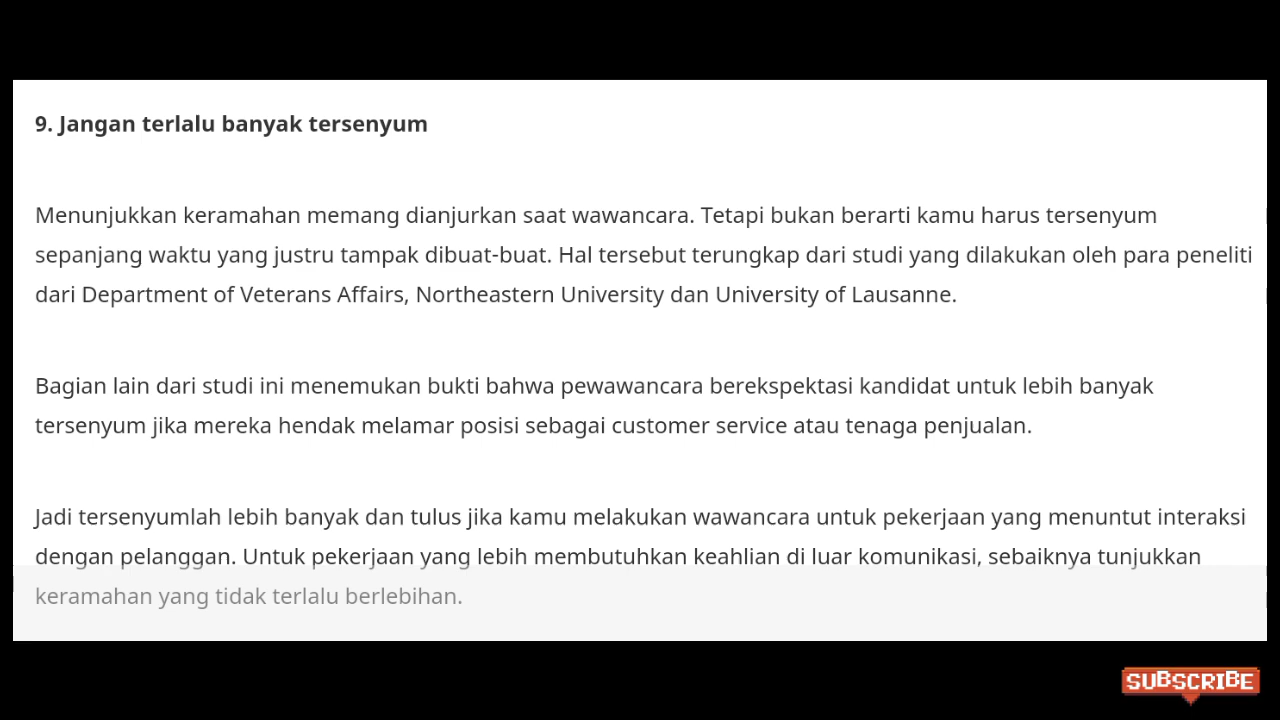 9. Jangan terlalu banyak tersenyum
Menunjukkan keramahan memang dianjurkan saat wawancara. Tetapi bukan berarti kamu harus tersenyum
sepanjang waktu yang justru tampak dibuat-buat. Hal tersebut terungkap dari studi yang dilakukan oleh para peneliti
dari Department of Veterans Affairs, Northeastern University dan University of Lausanne.
Bagian lain dari studi ini menemukan bukti bahwa pewawancara berekspektasi kandidat untuk lebih banyak
tersenyum jika mereka hendak melamar posisi sebagai customer service atau tenaga penjualan.
Jadi tersenyumlah lebih banyak dan tulus jika kamu melakukan wawancara untuk pekerjaan yang menuntut interaksi
dengan pelanggan. Untuk pekerjaan yang lebih membutuhkan keahlian di luar komunikasi, sebaiknya tunjukkan
keramahan yang tidak terlalu berlebihan.
SUBSCRIBE